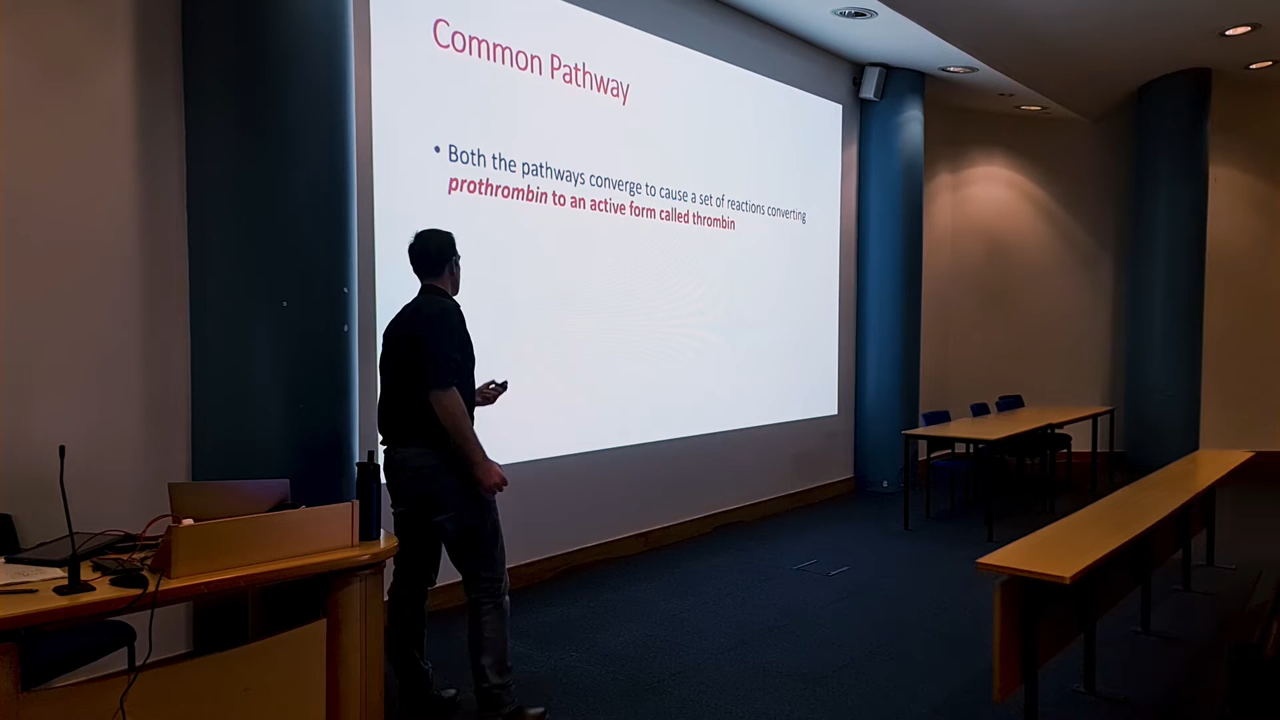 Common Pathway
• Both the pathways converge to cause a set of reactions converting
prothrombin to an active form called thrombin